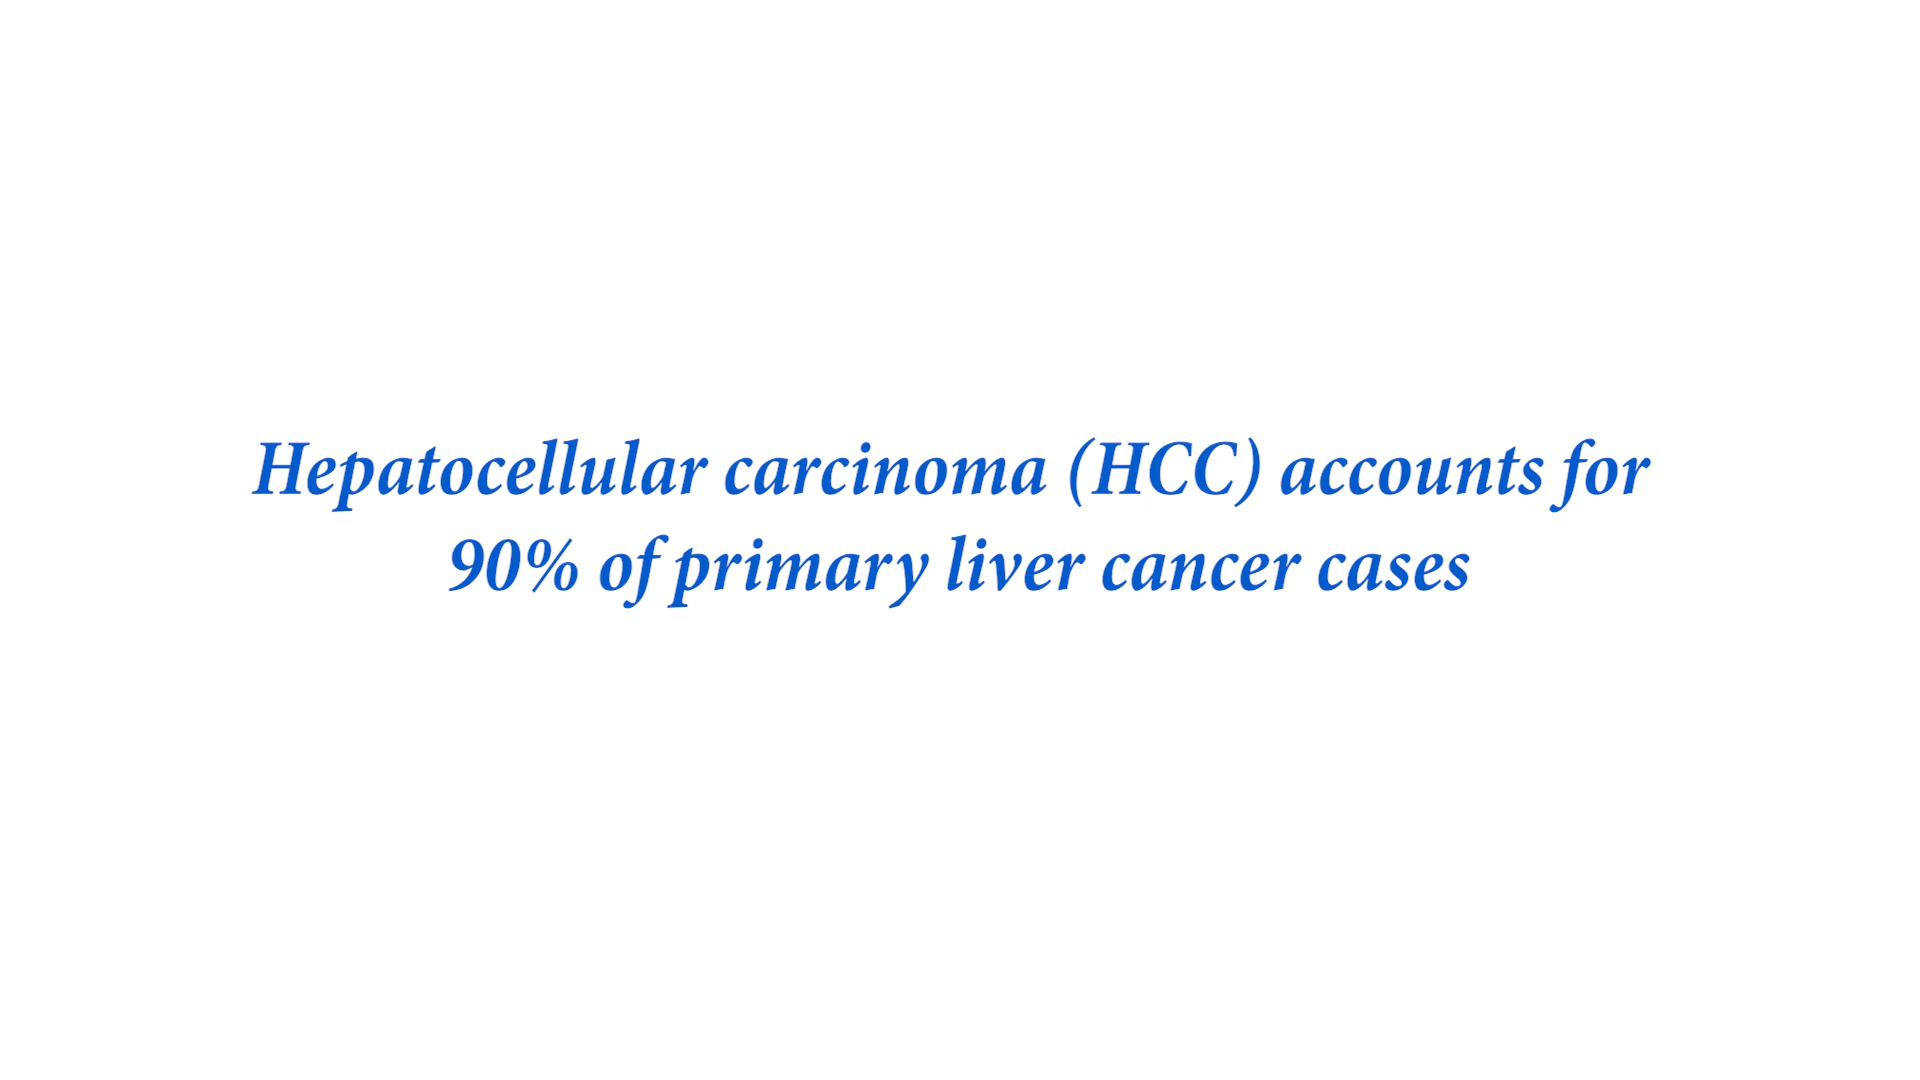 Hepatocellular carcinoma (HCC) accounts for
90% of primary liver cancer cases